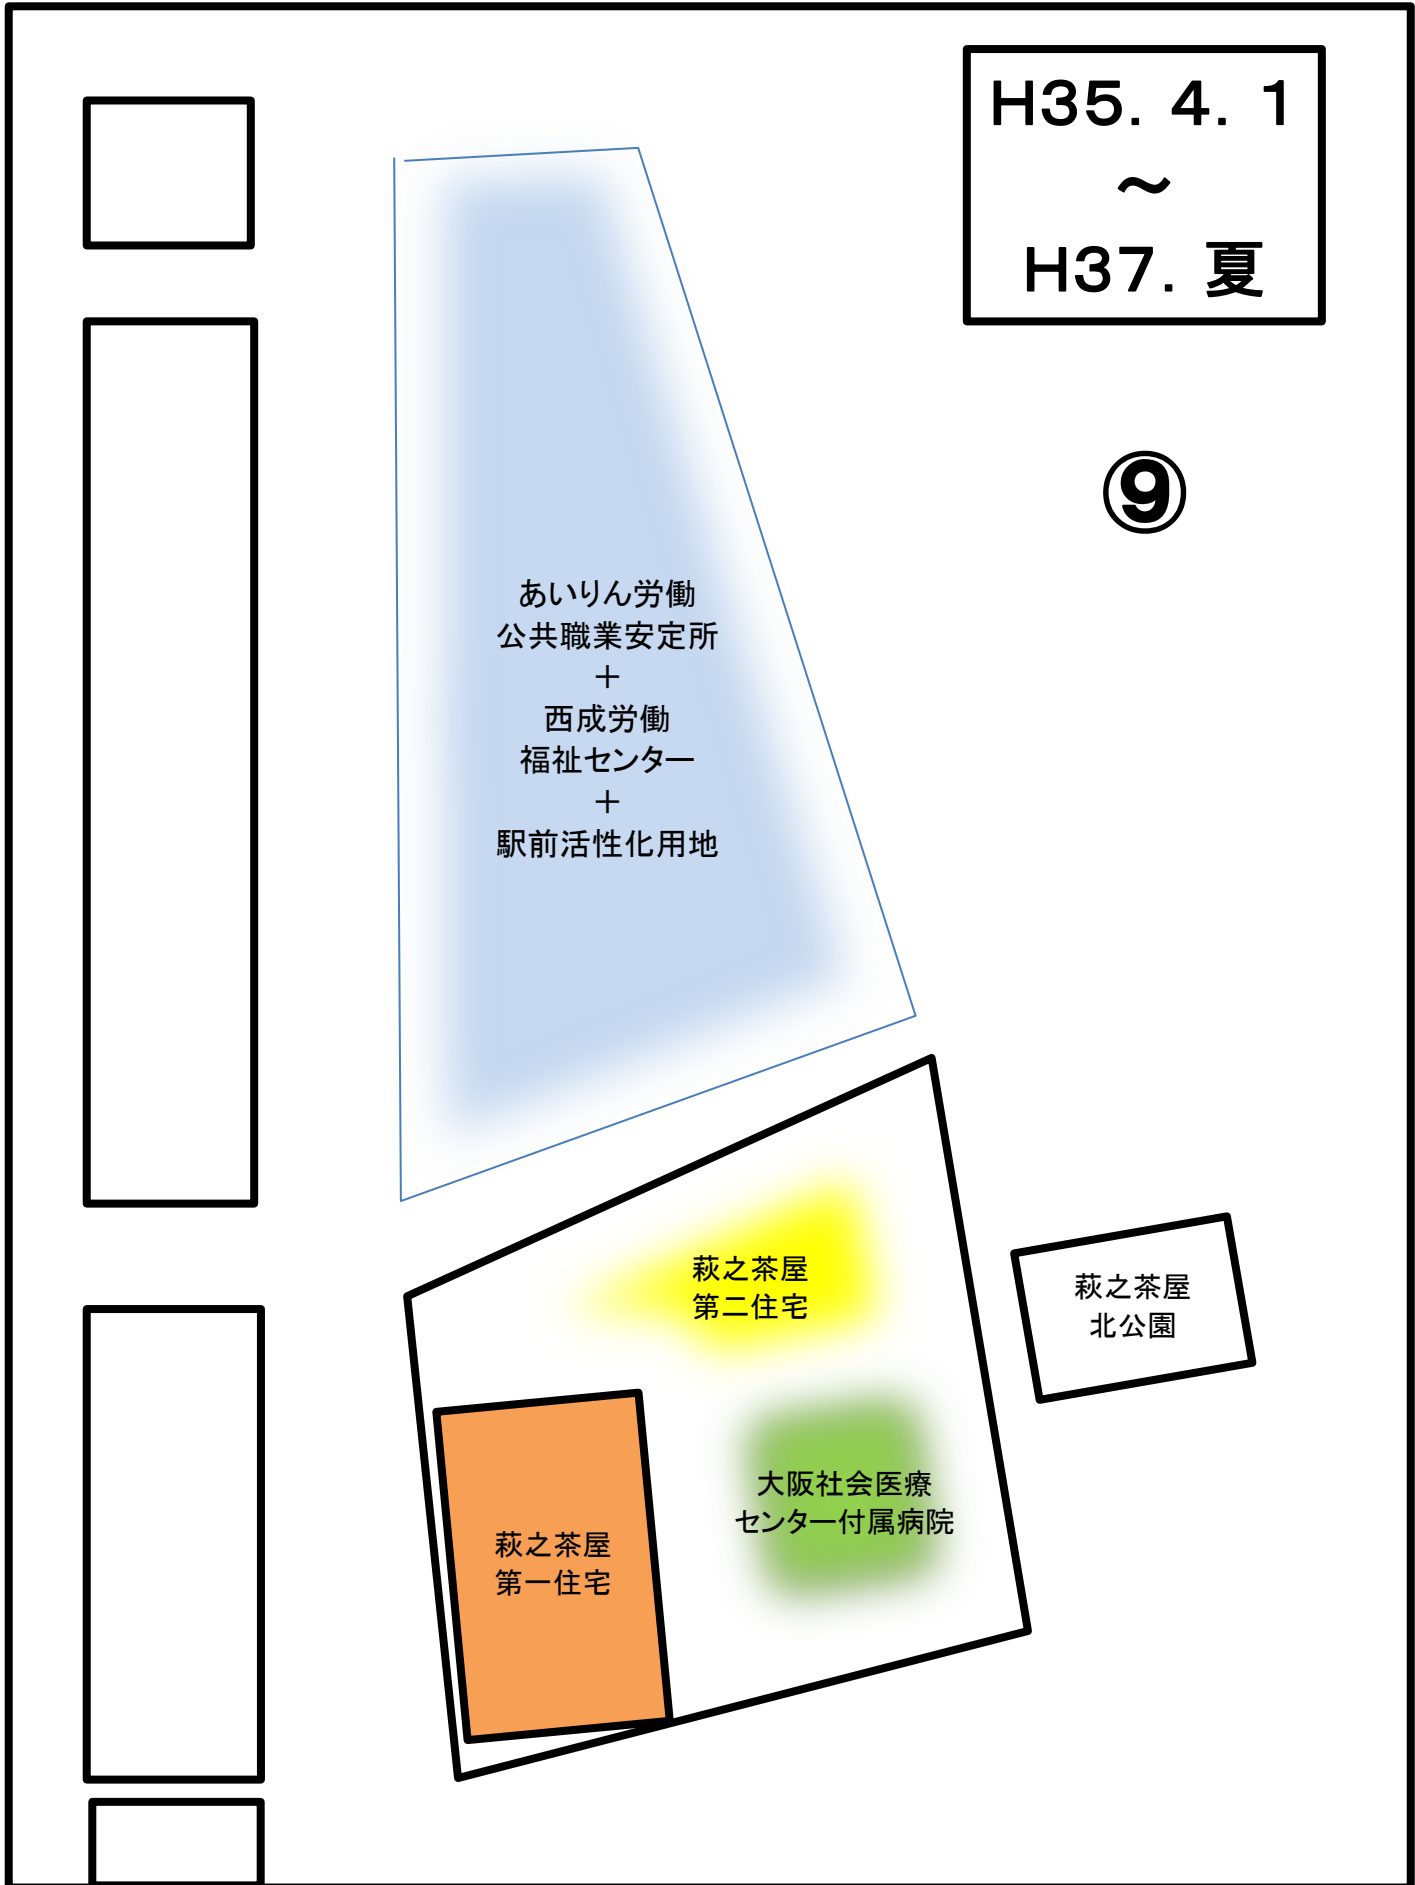 H35. 4. 1
～
H37. 夏
⑨
あいりん労働
公共職業安定所
＋
西成労働
福祉センター
＋
駅前活性化用地
萩之茶屋
第二住宅
萩之茶屋
北公園
大阪社会医療
センター付属病院
萩之茶屋
第一住宅